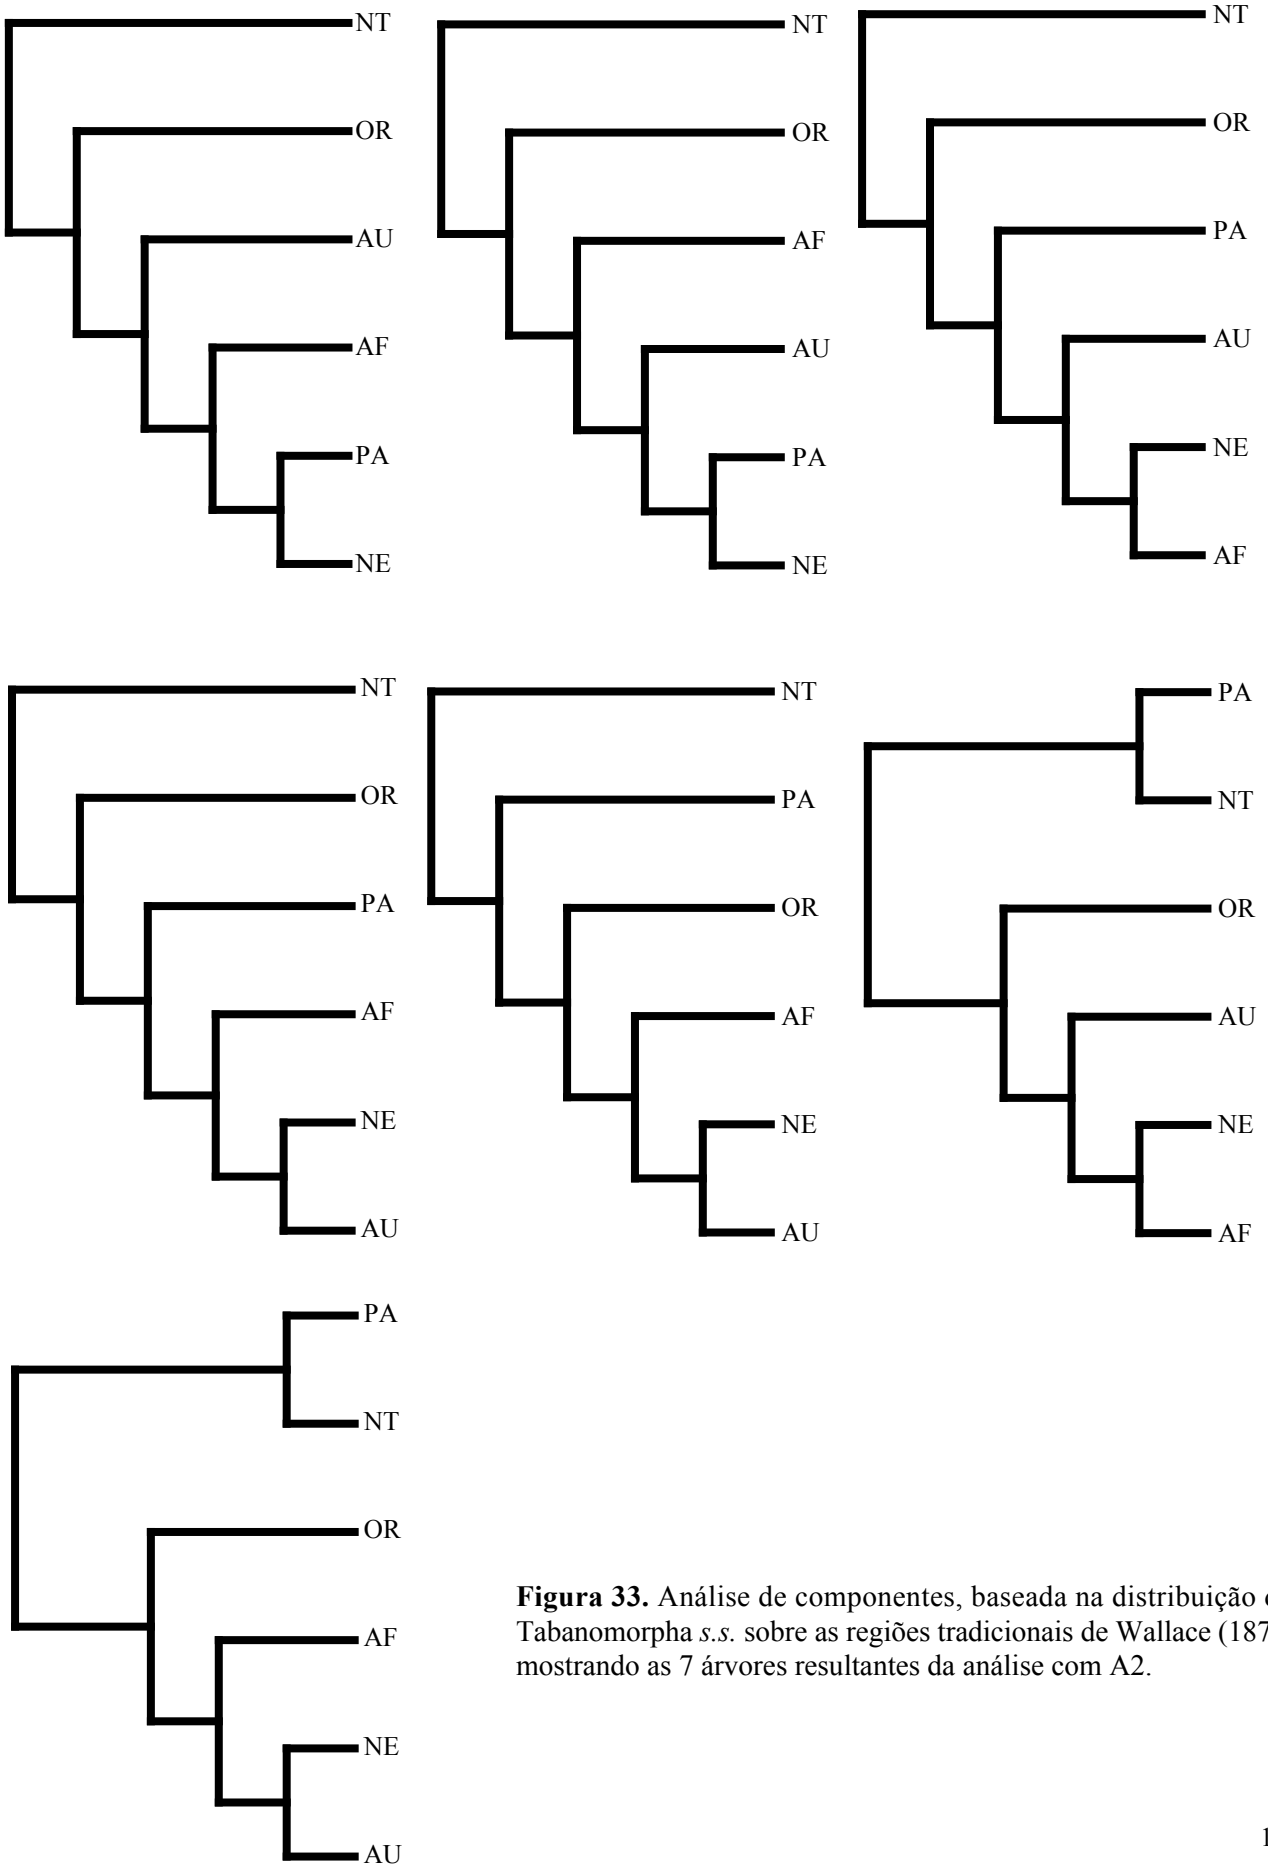 NT
OR
AU
AF
PA
NE
NT
OR
AF
AU
PA
NE
NT
OR
PA
AU
NE
AF
NT
OR
PA
AF
NE
AU
NT
PA
OR
AF
NE
AU
PA
NT
OR
AU
NE
AF
PA
NT
OR
AF
NE
AU
Figura 33. Análise de componentes, baseada na distribuição
Tabanomorpha s.s. sobre as regiões tradicionais de Wallace (187
mostrando as 7 árvores resultantes da análise com A2.
1